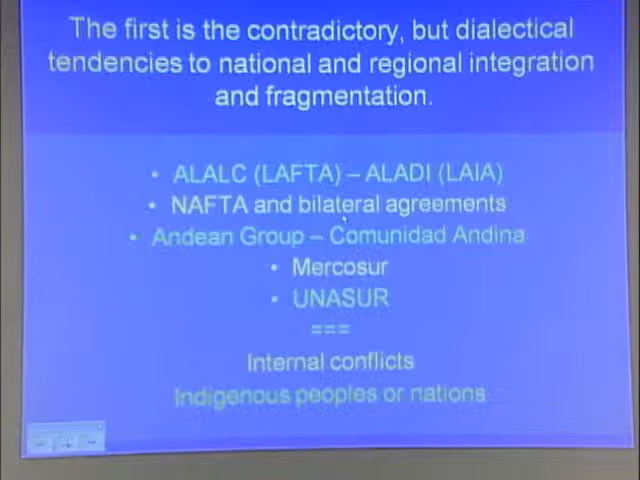 The first is the contradictory, but dialectical
tendencies to national and regional integration
and fragmentation.
• ALALC (LAFTA) – ALADI (LAIA)
• NAFTA and bilateral agreements
• Andean Group – Comunidad Andina
• Mercosur
• UNASUR
===
Internal conflicts
Indigenous peoples or nations